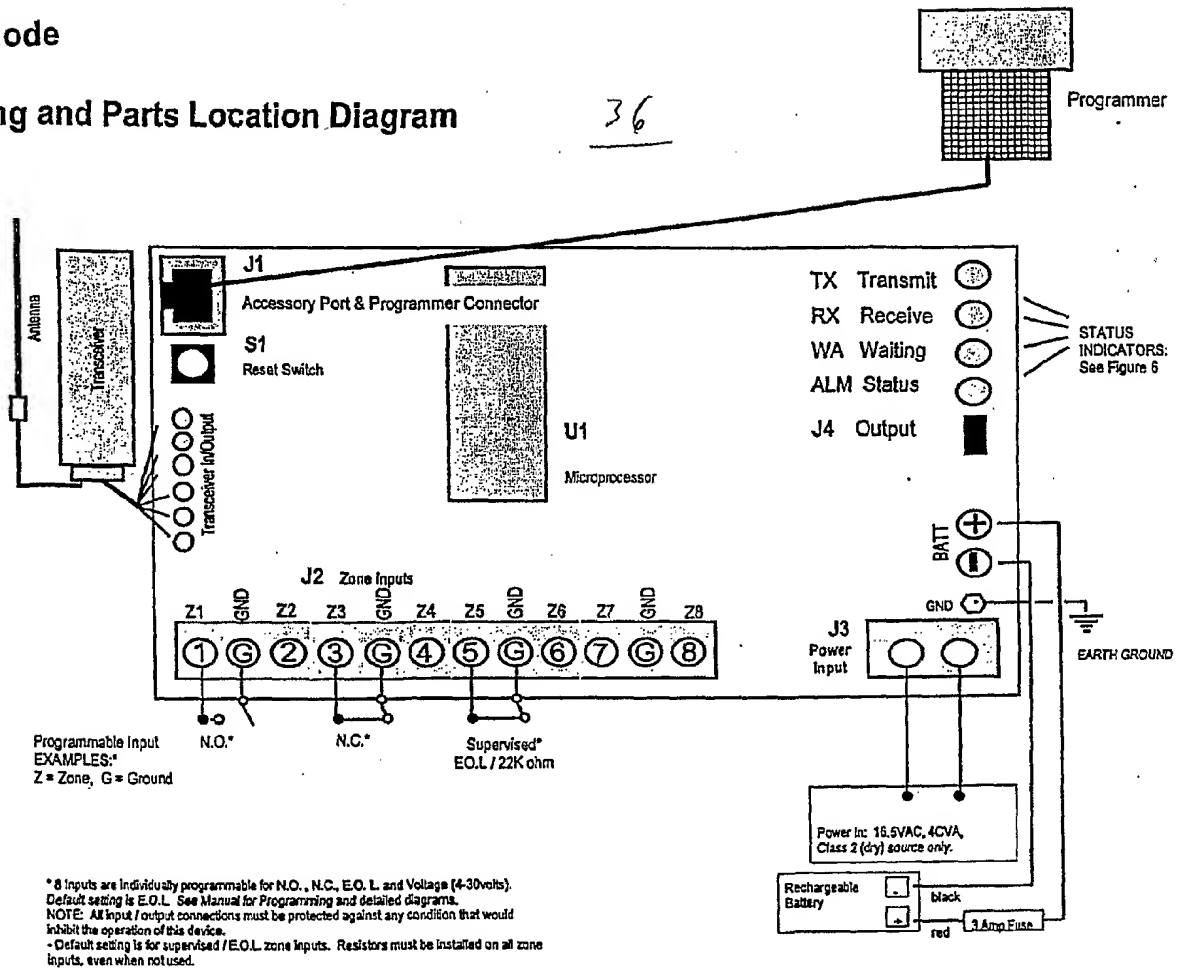 ode
ng and Parts Location Diagram
36
Programmer
Antenna
Transceiver
J1
Accessory Port & Programmer Connector
S1
Reset Switch
Transceiver In/Output
U1
Microprocessor
TX Transmit
RX Receive
WA Waiting
ALM Status
J4 Output
STATUS
INDICATORS:
See Figure 6
BATT
+
-
GND
EARTH GROUND
J2 Zone Inputs
Z1 GND Z2 Z3 GND Z4 Z5 GND Z6 Z7 GND Z8
1 G 2 3 G 4 5 G 6 7 G 8
J3
Power
Input
N.O.*
N.C.*
Supervised*
EO.L / 22K ohm
Programmable Input
EXAMPLES:*
Z = Zone, G = Ground
Power In: 16.5VAC, 4CVA,
Class 2 (dry) source only.
Rechargeable
Battery
-
black
+
red
3 Amp Fuse
* 8 Inputs are individually programmable for N.O., N.C., E.O. L. and Voltage (4-30volts).
Default setting is E.O.L. See Manual for Programming and detailed diagrams.
NOTE: All input / output connections must be protected against any condition that would
inhibit the operation of this device.
- Default setting is for supervised / E.O.L. zone inputs. Resistors must be installed on all zone
inputs, even when not used.